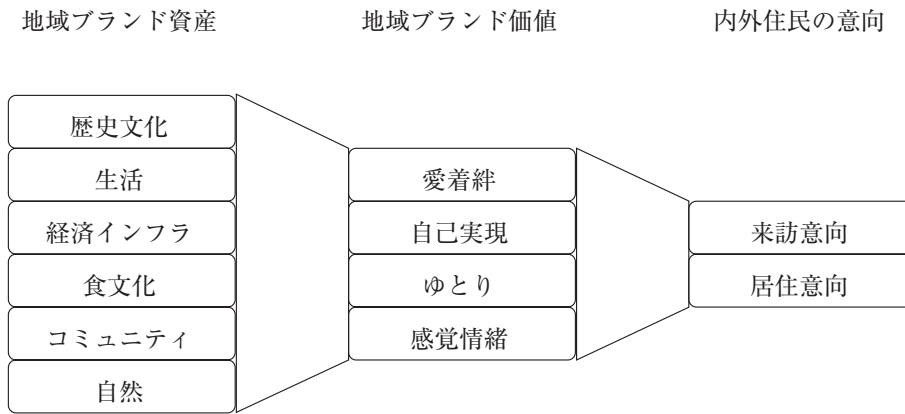 地域ブランド資産
地域ブランド価値
内外住民の意向
歴史文化
生活
経済インフラ
食文化
コミュニティ
自然
愛着絆
自己実現
ゆとり
感覚情緒
来訪意向
居住意向